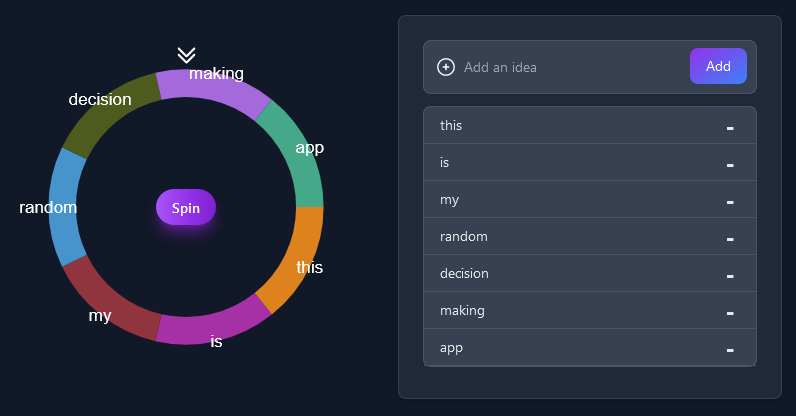 making
decision
app
random
Spin
this
my
is
Add an idea
Add
this
is
my
random
decision
making
app